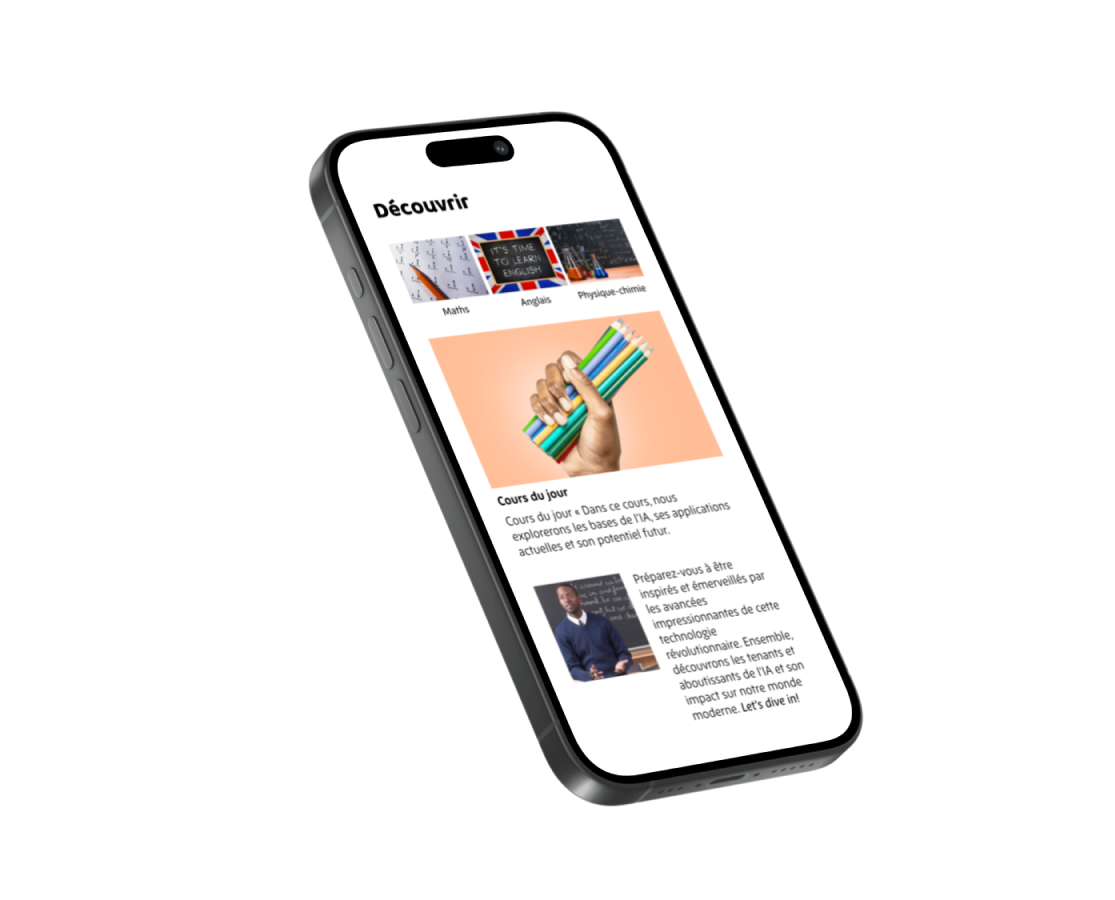 Découvrir
IT'S TIME
TO LEARN
ENGLISH
Maths
Anglais
Physique-chimie
Cours du jour
Cours du jour « Dans ce cours, nous
explorerons les bases de l'IA, ses applications
actuelles et son potentiel futur.
Préparez-vous à être
inspirés et émerveillés par
les avancées
impressionnantes de cette
technologie
révolutionnaire. Ensemble,
découvrons les tenants et
aboutissants de l'IA et son
impact sur notre monde
moderne. Let's dive in!